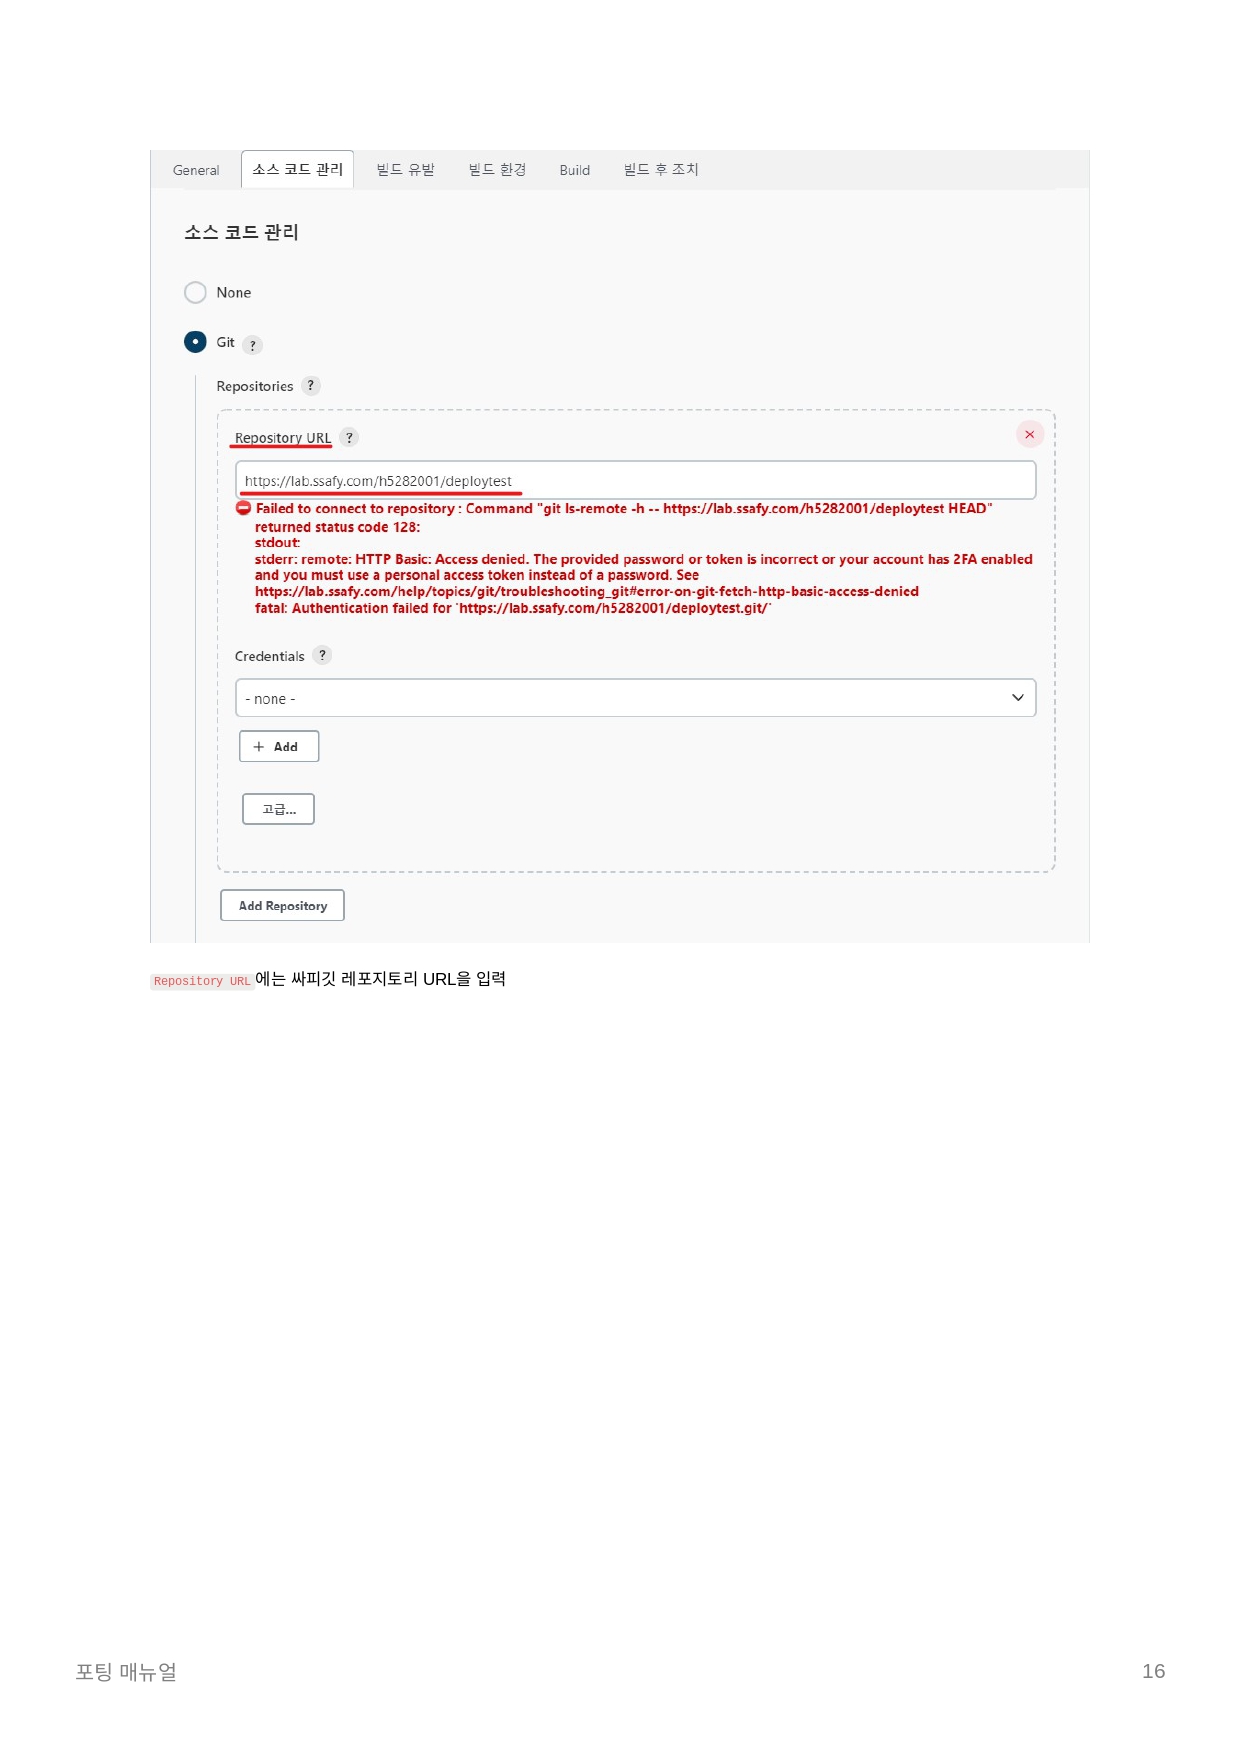 General 소스 코드 관리 빌드 유발 빌드 환경 Build 빌드 후 조치
소스 코드 관리
None
Git ?
Repositories ?
Repository URL ?
https://lab.ssafy.com/h5282001/deploytest
Failed to connect to repository : Command "git ls-remote -h -- https://lab.ssafy.com/h5282001/deploytest HEAD"
returned status code 128:
stdout:
stderr: remote: HTTP Basic: Access denied. The provided password or token is incorrect or your account has 2FA enabled
and you must use a personal access token instead of a password. See
https://lab.ssafy.com/help/topics/git/troubleshooting_git#error-on-git-fetch-http-basic-access-denied
fatal: Authentication failed for 'https://lab.ssafy.com/h5282001/deploytest.git/'
Credentials ?
- none -
+ Add
고급...
Add Repository
Repository URL에는 싸피깃 레포지토리 URL을 입력
포팅 매뉴얼 16